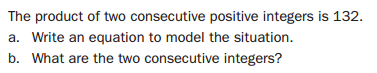 The product of two consecutive positive integers is 132.
a. Write an equation to model the situation.
b. What are the two consecutive integers?